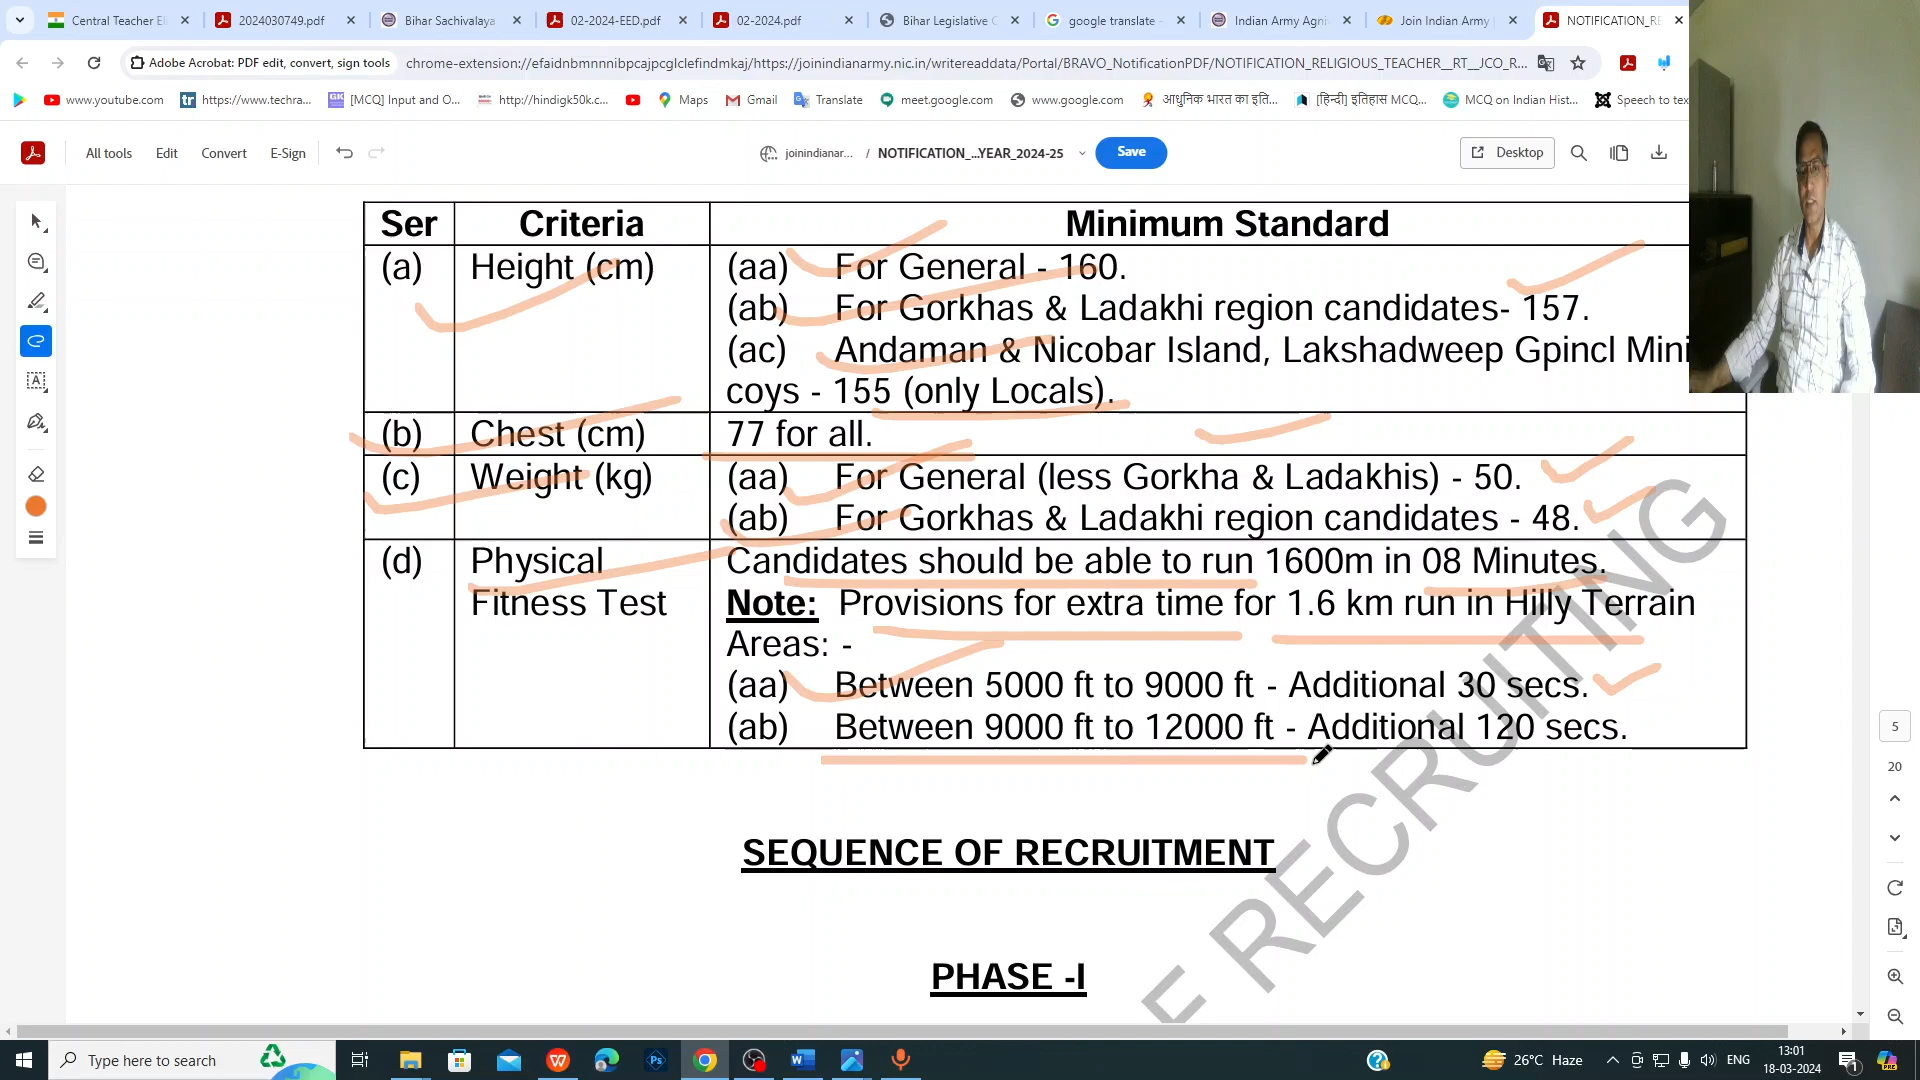 Central Teacher El
2024030749.pdf
Bihar Sachivalaya
02-2024-EED.pdf
02-2024.pdf
Bihar Legislative C
google translate -
Indian Army Agni
Join Indian Army
NOTIFICATION_RE
Adobe Acrobat: PDF edit, convert, sign tools
chrome-extension://efaidnbmnnnibpcajpcglclefindmkaj/https://joinindianarmy.nic.in/writereaddata/Portal/BRAVO_NotificationPDF/NOTIFICATION_RELIGIOUS_TEACHER__RT__JCO_R...
www.youtube.com
https://www.techra...
[MCQ] Input and O...
http://hindigk50k.c...
Maps
Gmail
Translate
meet.google.com
www.google.com
आधुनिक भारत का इति...
[हिन्दी] इतिहास MCQ...
MCQ on Indian Hist...
Speech to tex
All tools
Edit
Convert
E-Sign
joinindianar...
/ NOTIFICATION_...YEAR_2024-25
Save
Desktop
Ser Criteria Minimum Standard
(a) Height (cm) (aa) For General - 160.
(ab) For Gorkhas & Ladakhi region candidates- 157.
(ac) Andaman & Nicobar Island, Lakshadweep Gpincl Mini
coys - 155 (only Locals).
(b) Chest (cm) 77 for all.
(c) Weight (kg) (aa) For General (less Gorkha & Ladakhis) - 50.
(ab) For Gorkhas & Ladakhi region candidates - 48.
(d) Physical Candidates should be able to run 1600m in 08 Minutes.
Fitness Test Note: Provisions for extra time for 1.6 km run in Hilly Terrain
Areas: -
(aa) Between 5000 ft to 9000 ft - Additional 30 secs.
(ab) Between 9000 ft to 12000 ft - Additional 120 secs.
SEQUENCE OF RECRUITMENT
PHASE -I
E RECRUITING
5
20
Type here to search
26°C Haze
ENG
13:01
18-03-2024